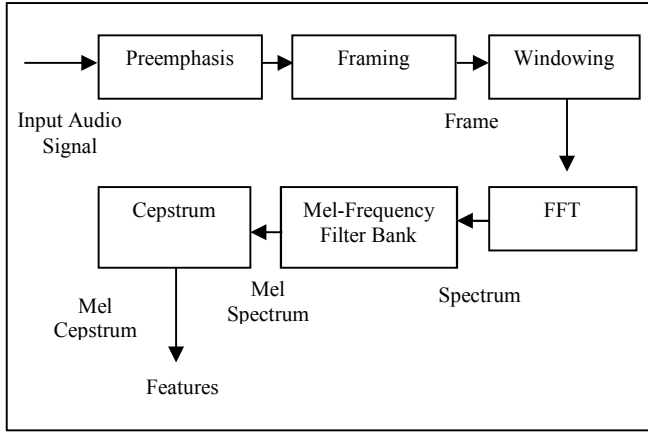 Preemphasis
Framing
Windowing
Input Audio
Signal
Frame
Cepstrum
Mel-Frequency
Filter Bank
FFT
Mel
Cepstrum
Mel
Spectrum
Spectrum
Features